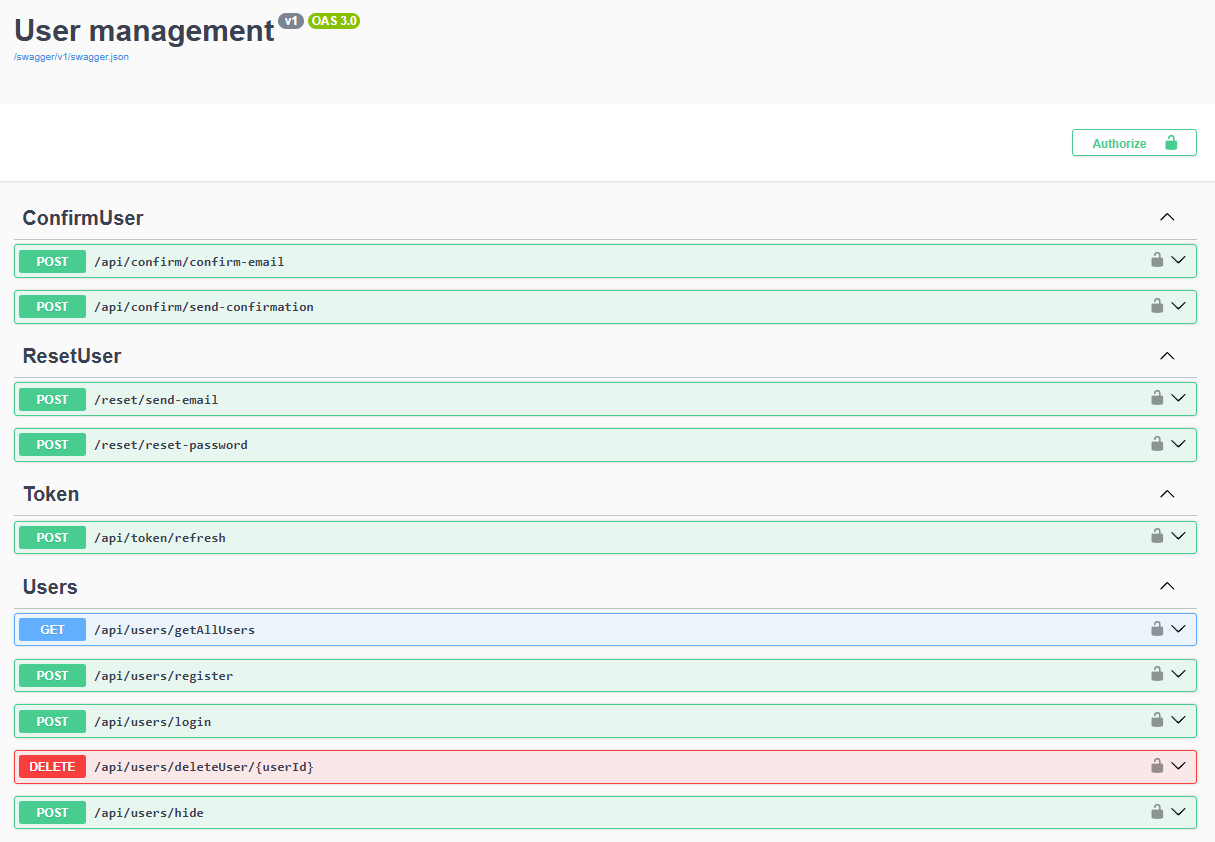 User management v1 OAS 3.0
/swagger/v1/swagger.json
Authorize
ConfirmUser
POST /api/confirm/confirm-email
POST /api/confirm/send-confirmation
ResetUser
POST /reset/send-email
POST /reset/reset-password
Token
POST /api/token/refresh
Users
GET /api/users/getAllUsers
POST /api/users/register
POST /api/users/login
DELETE /api/users/deleteUser/{userId}
POST /api/users/hide